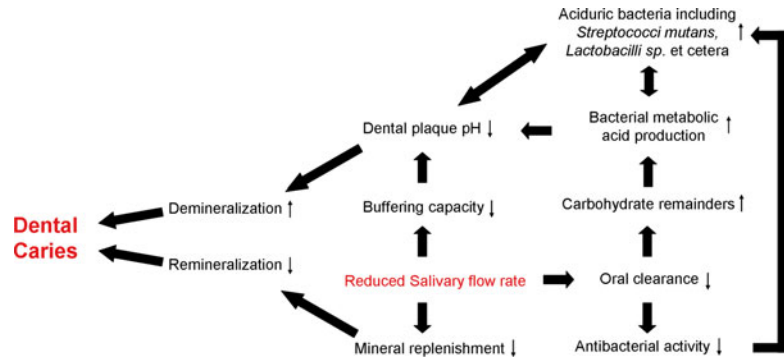 Aciduric bacteria including
Streptococci mutans, ↑
Lactobacilli sp. et cetera
Dental plaque pH ↓
Bacterial metabolic
acid production ↑
Demineralization ↑
Buffering capacity ↓
Carbohydrate remainders ↑
Dental
Caries
Remineralization ↓
Reduced Salivary flow rate
Oral clearance ↓
Mineral replenishment ↓
Antibacterial activity ↓